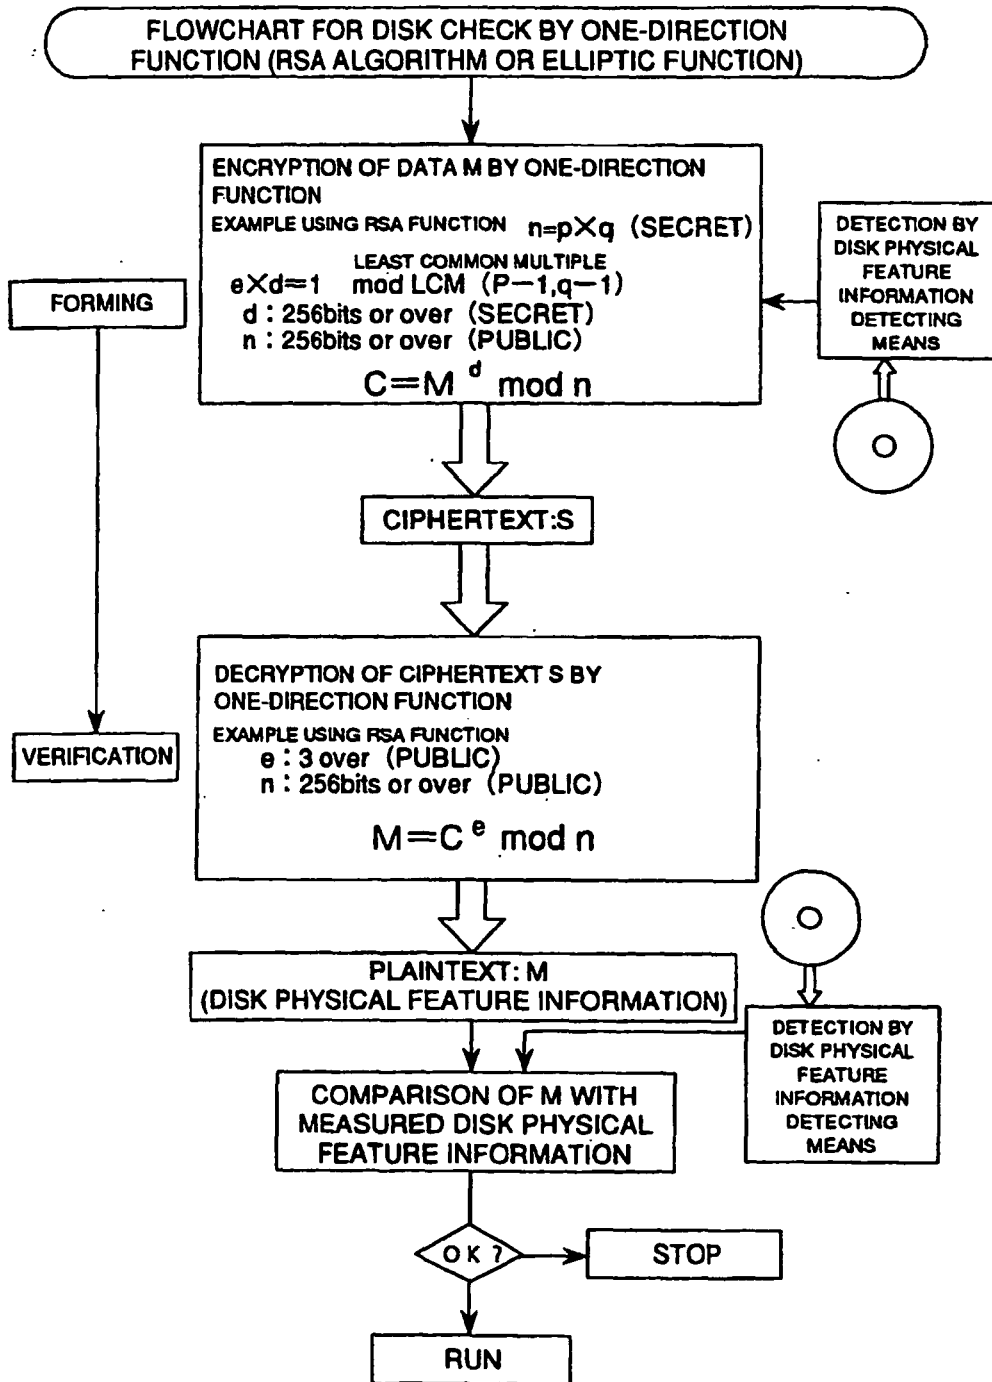 FLOWCHART FOR DISK CHECK BY ONE-DIRECTION
FUNCTION (RSA ALGORITHM OR ELLIPTIC FUNCTION)
ENCRYPTION OF DATA M BY ONE-DIRECTION
FUNCTION
EXAMPLE USING RSA FUNCTION n=p×q (SECRET)
LEAST COMMON MULTIPLE
e×d=1 mod LCM (P-1,q-1)
d : 256bits or over (SECRET)
n : 256bits or over (PUBLIC)
C=M^d mod n
DETECTION BY
DISK PHYSICAL
FEATURE
INFORMATION
DETECTING
MEANS
FORMING
CIPHERTEXT:S
DECRYPTION OF CIPHERTEXT S BY
ONE-DIRECTION FUNCTION
EXAMPLE USING RSA FUNCTION
e : 3 over (PUBLIC)
n : 256bits or over (PUBLIC)
M=C^e mod n
VERIFICATION
PLAINTEXT: M
(DISK PHYSICAL FEATURE INFORMATION)
DETECTION BY
DISK PHYSICAL
FEATURE
INFORMATION
DETECTING
MEANS
COMPARISON OF M WITH
MEASURED DISK PHYSICAL
FEATURE INFORMATION
OK ?
STOP
RUN